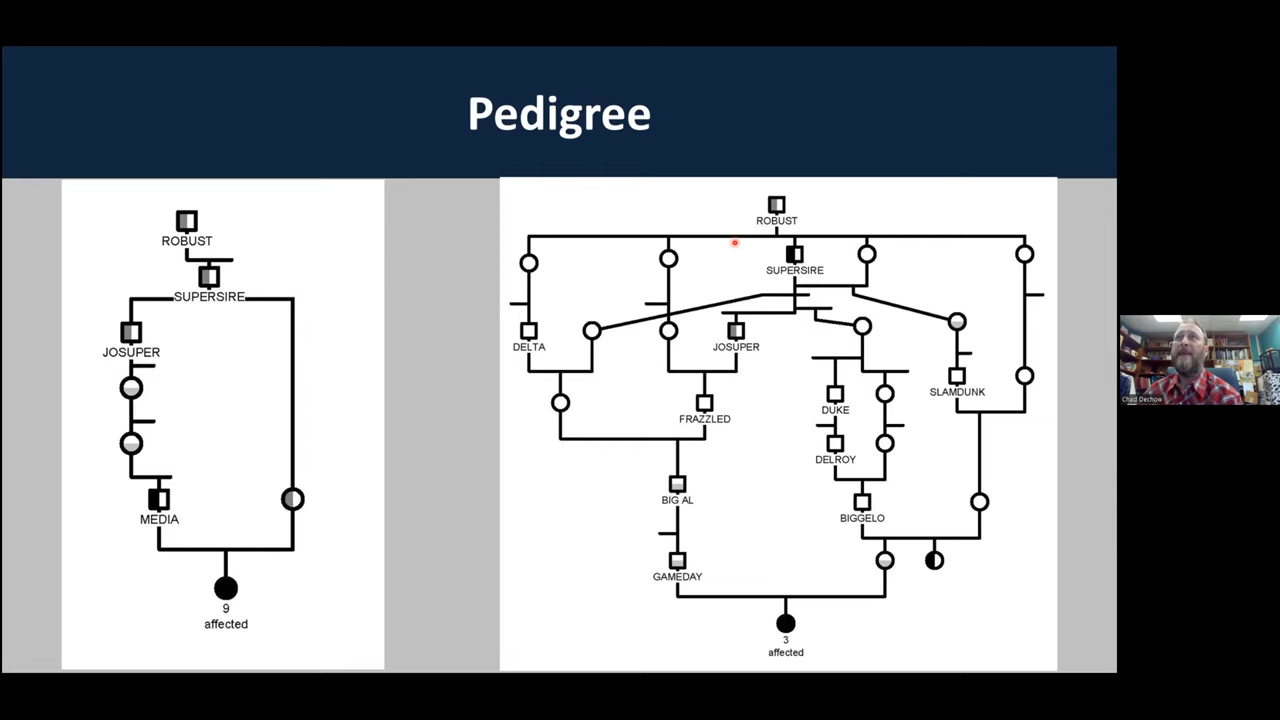 Pedigree
ROBUST
SUPERSIRE
JOSUPER
MEDIA
9
affected
ROBUST
SUPERSIRE
DELTA
JOSUPER
SLAMDUNK
DUKE
FRAZZLED
DELROY
BIG AL
BIGGELO
GAMEDAY
3
affected
Chad Dechow